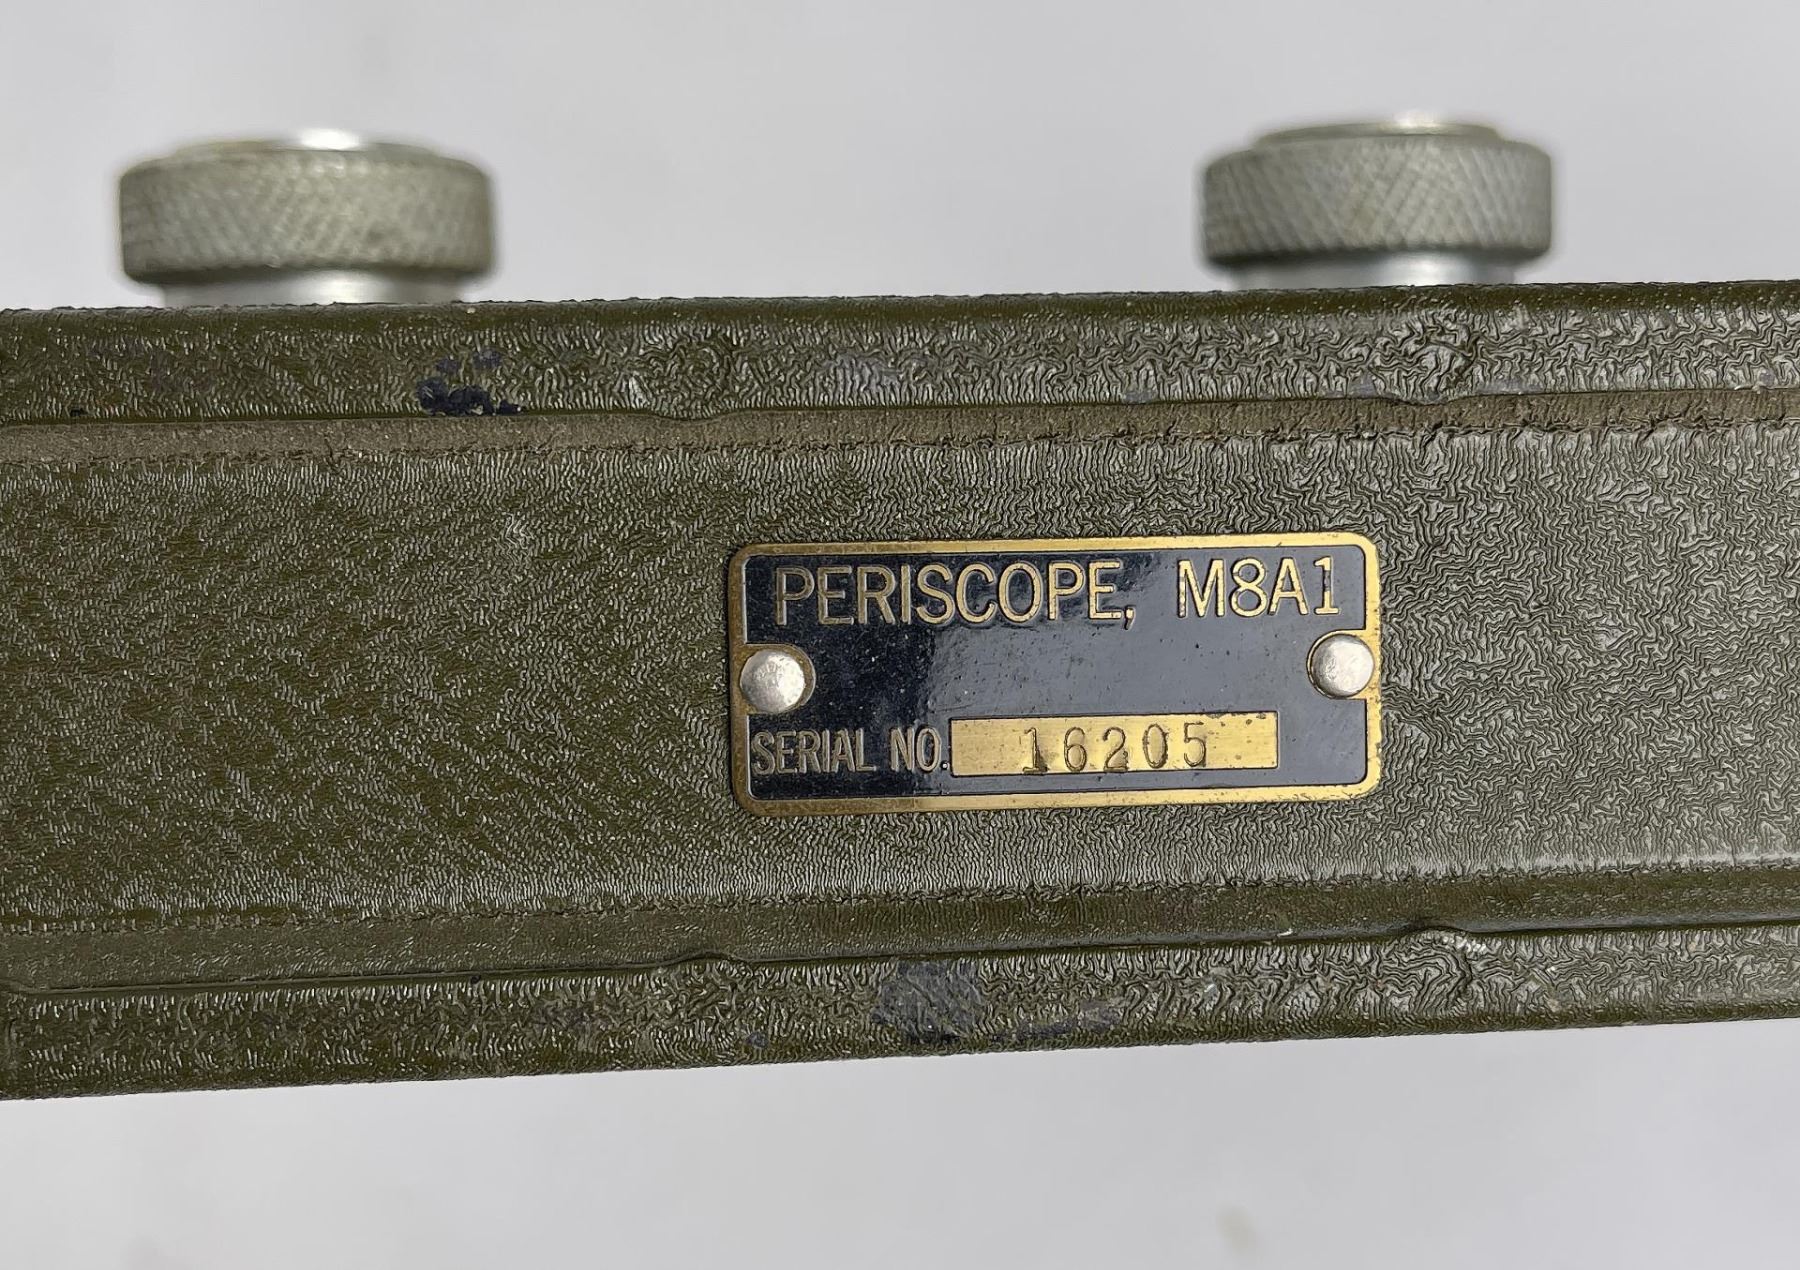 PERISCOPE, M8A1
SERIAL NO. 16205